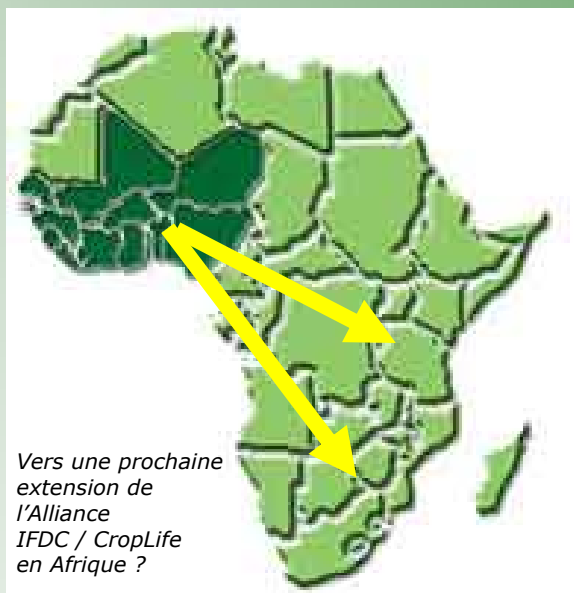 Vers une prochaine
extension de
l’Alliance
IFDC / CropLife
en Afrique ?